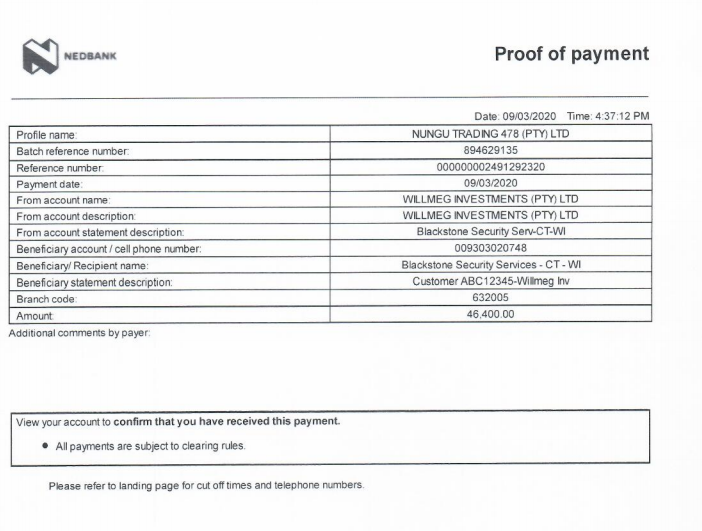 NEDBANK
Proof of payment
Date: 09/03/2020 Time: 4:37:12 PM
Profile name: NUNGU TRADING 478 (PTY) LTD
Batch reference number: 894629135
Reference number: 000000002491292320
Payment date: 09/03/2020
From account name: WILLMEG INVESTMENTS (PTY) LTD
From account description: WILLMEG INVESTMENTS (PTY) LTD
From account statement description: Blackstone Security Serv-CT-WI
Beneficiary account / cell phone number: 009303020748
Beneficiary/ Recipient name: Blackstone Security Services - CT - WI
Beneficiary statement description: Customer ABC12345-Willmeg Inv
Branch code: 632005
Amount: 46,400.00
Additional comments by payer:
View your account to confirm that you have received this payment.
• All payments are subject to clearing rules.
Please refer to landing page for cut off times and telephone numbers.